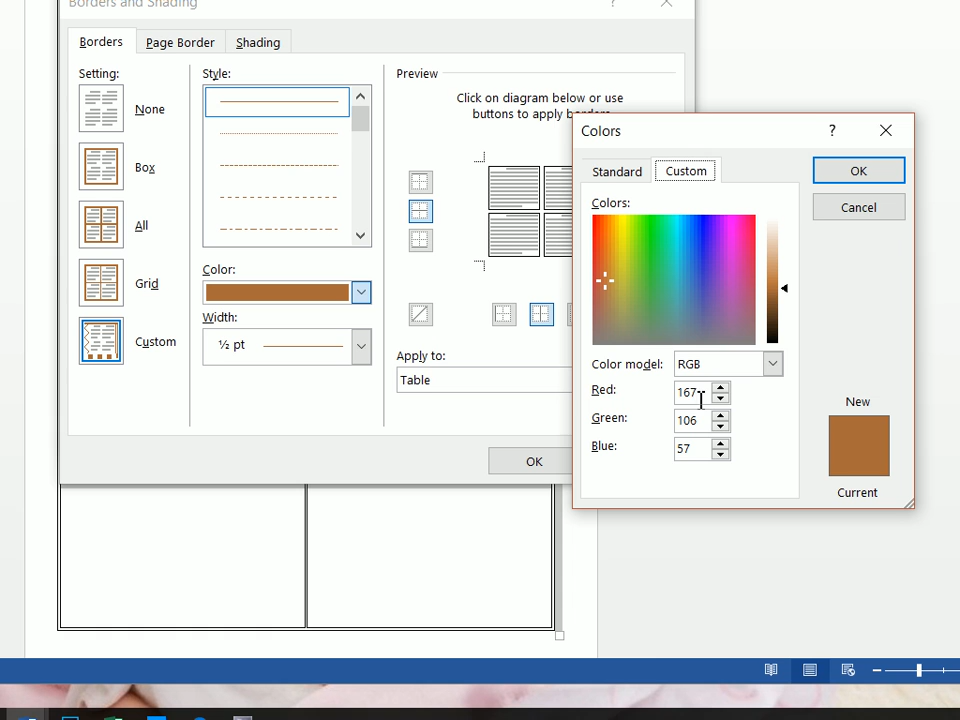 Borders and Shading
Borders
Page Border
Shading
Setting:
None
Box
All
Grid
Custom
Style:
Color:
Width:
½ pt
Preview
Click on diagram below or use
buttons to apply borders
Apply to:
Table
OK
Colors
Standard
Custom
OK
Cancel
Colors:
Color model:
RGB
Red:
167
Green:
106
Blue:
57
New
Current